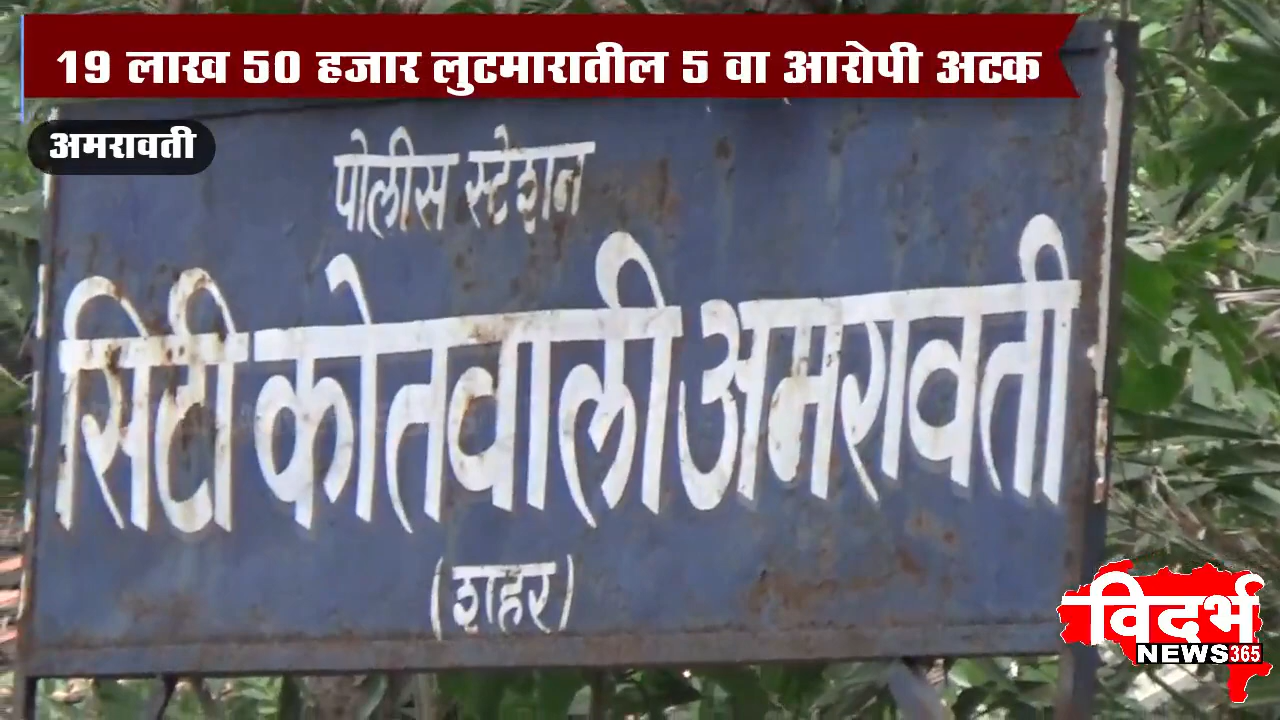 19 लाख 50 हजार लुटमारातील 5 वा आरोपी अटक
अमरावती
पोलीस स्टेशन
सिटी कोतवाली अमरावती
(शहर)
विदर्भ
NEWS365